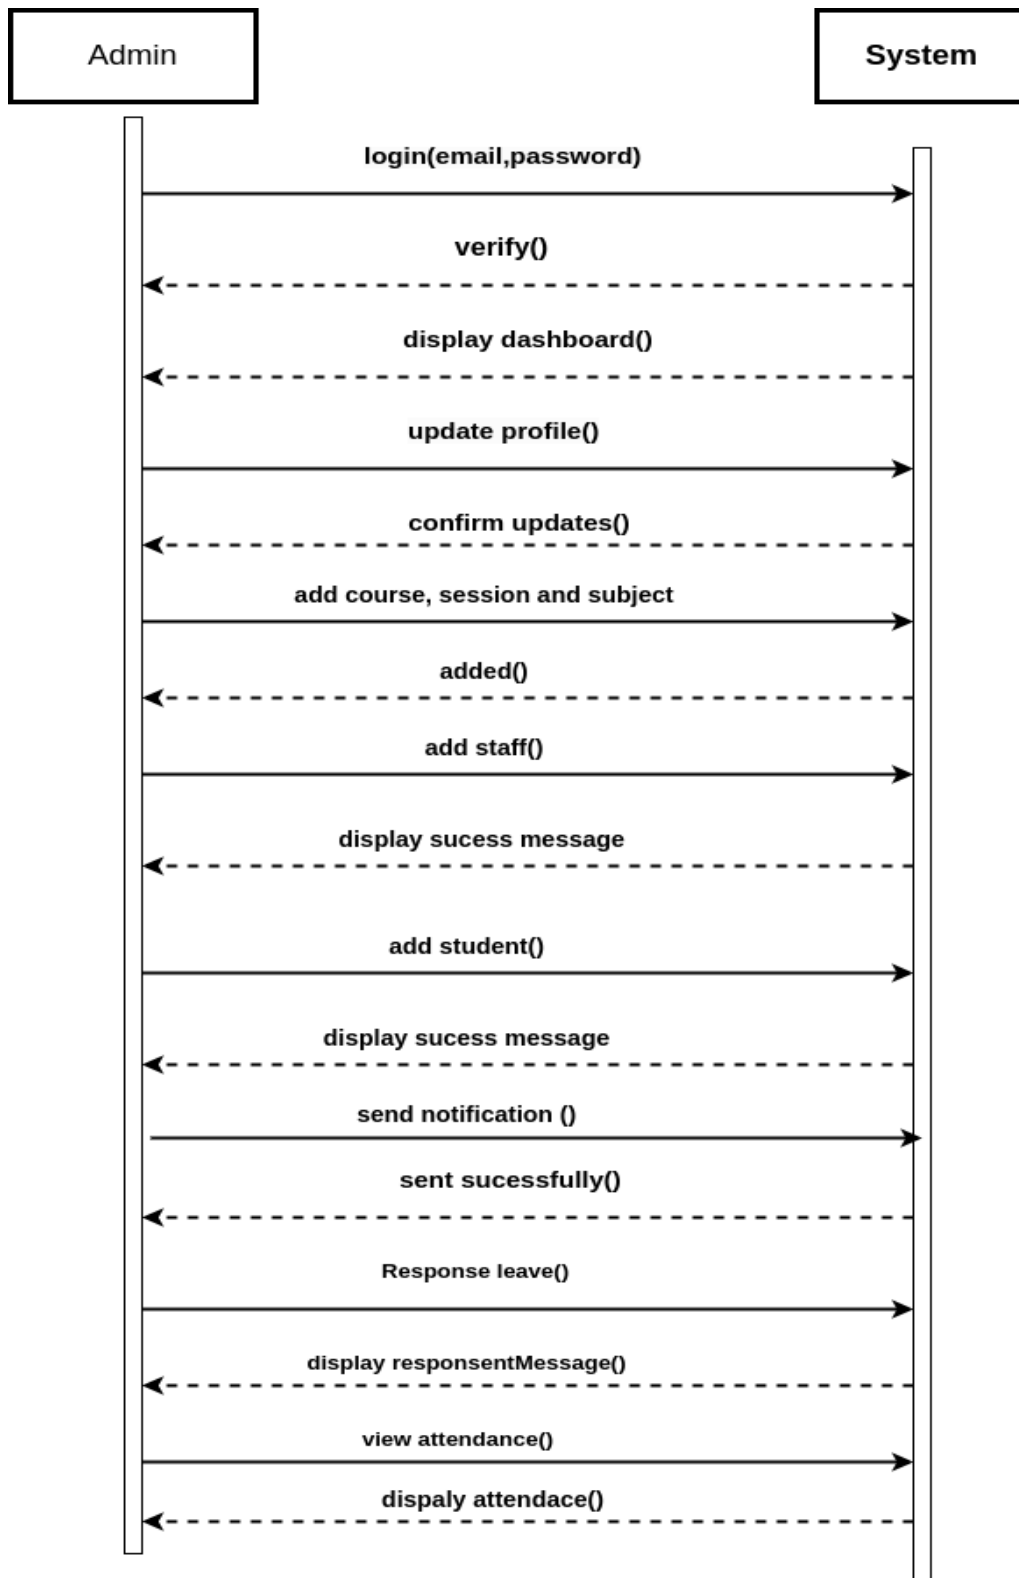 Admin
System
login(email,password)
verify()
display dashboard()
update profile()
confirm updates()
add course, session and subject
added()
add staff()
display sucess message
add student()
display sucess message
send notification ()
sent sucessfully()
Response leave()
display responsentMessage()
view attendance()
dispaly attendace()